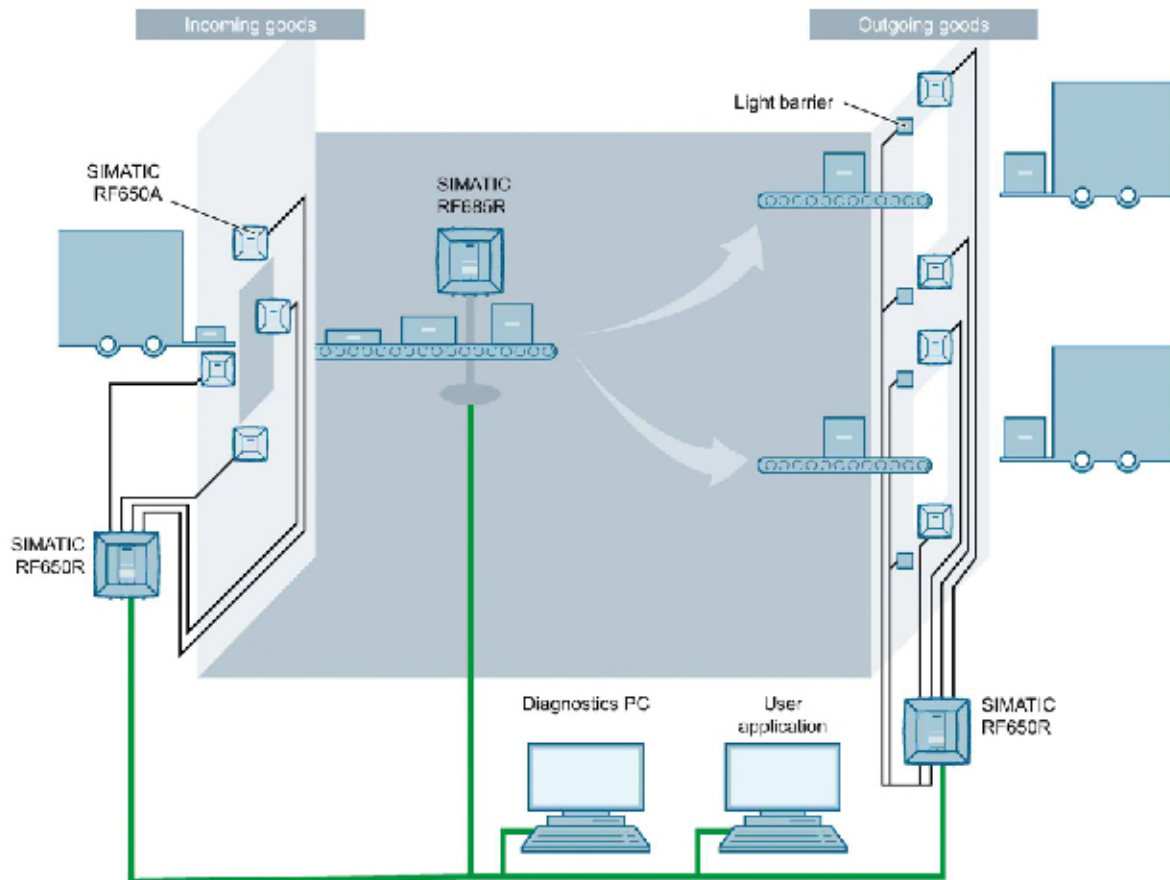 Incoming goods
Outgoing goods
Light barrier
SIMATIC
RF650A
SIMATIC
RF685R
SIMATIC
RF650R
Diagnostics PC
User
application
SIMATIC
RF650R